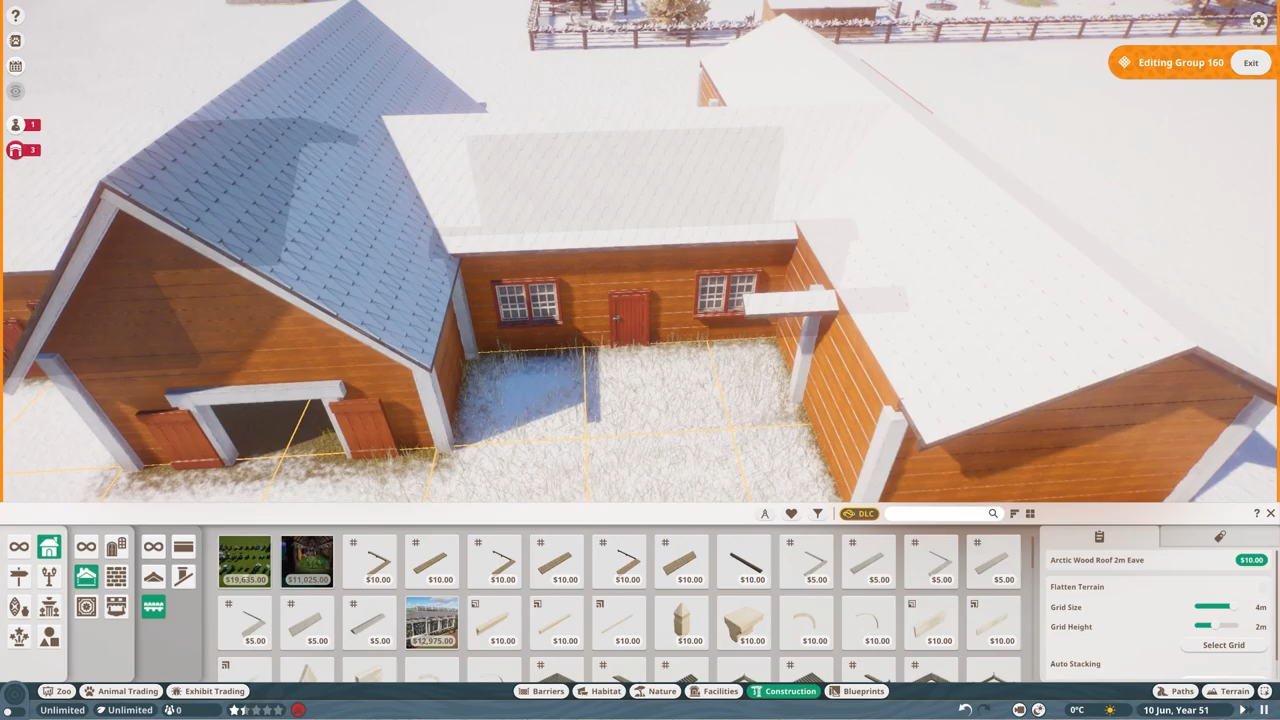 ?
Editing Group 160
Exit
1
3
DLC
?
$19,635.00
$11,025.00
$10.00
$10.00
$10.00
$10.00
$10.00
$10.00
$10.00
$5.00
$5.00
$5.00
$5.00
$5.00
$5.00
$5.00
$12,975.00
$10.00
$10.00
$10.00
$10.00
$10.00
$10.00
$10.00
$10.00
$10.00
Arctic Wood Roof 2m Eave
$10.00
Flatten Terrain
Grid Size
4m
Grid Height
2m
Select Grid
Auto Stacking
Zoo
Animal Trading
Exhibit Trading
Barriers
Habitat
Nature
Facilities
Construction
Blueprints
Paths
Terrain
Unlimited
Unlimited
0
0°C
10 Jun, Year 51